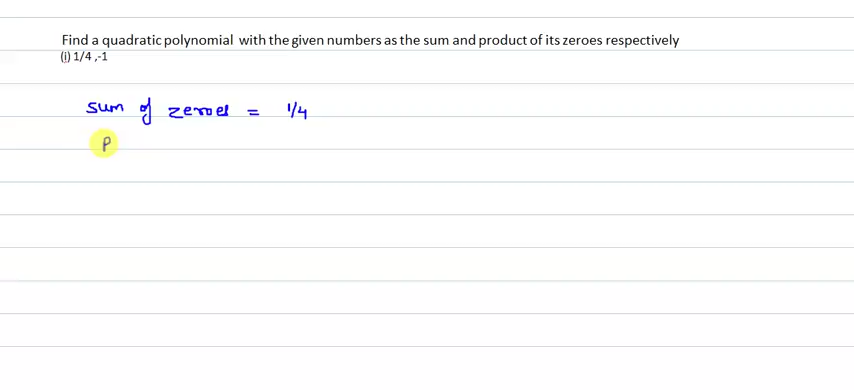 Find a quadratic polynomial with the given numbers as the sum and product of its zeroes respectively
(i) 1/4 ,-1
Sum of zeroes = 1/4
P